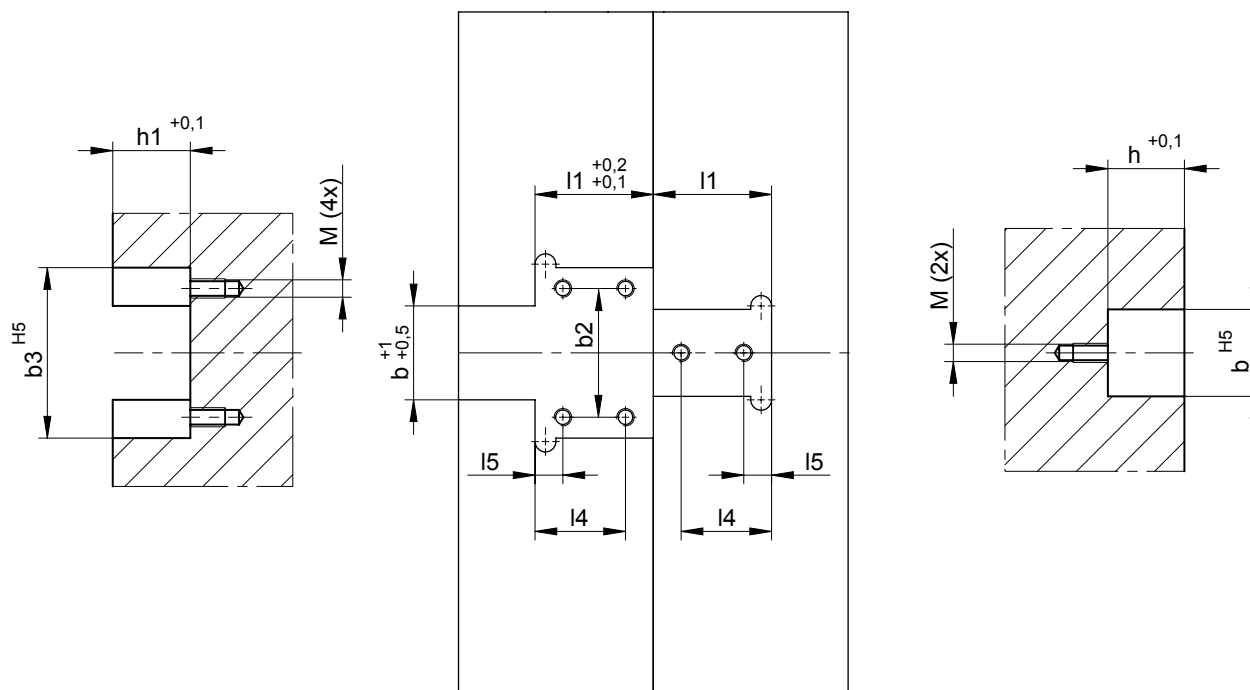 h1 +0,1
M (4x)
b3 H5
l1 +0,2 +0,1
l1
b +1 +0,5
b2
l5
l5
l4
l4
h +0,1
M (2x)
b H5